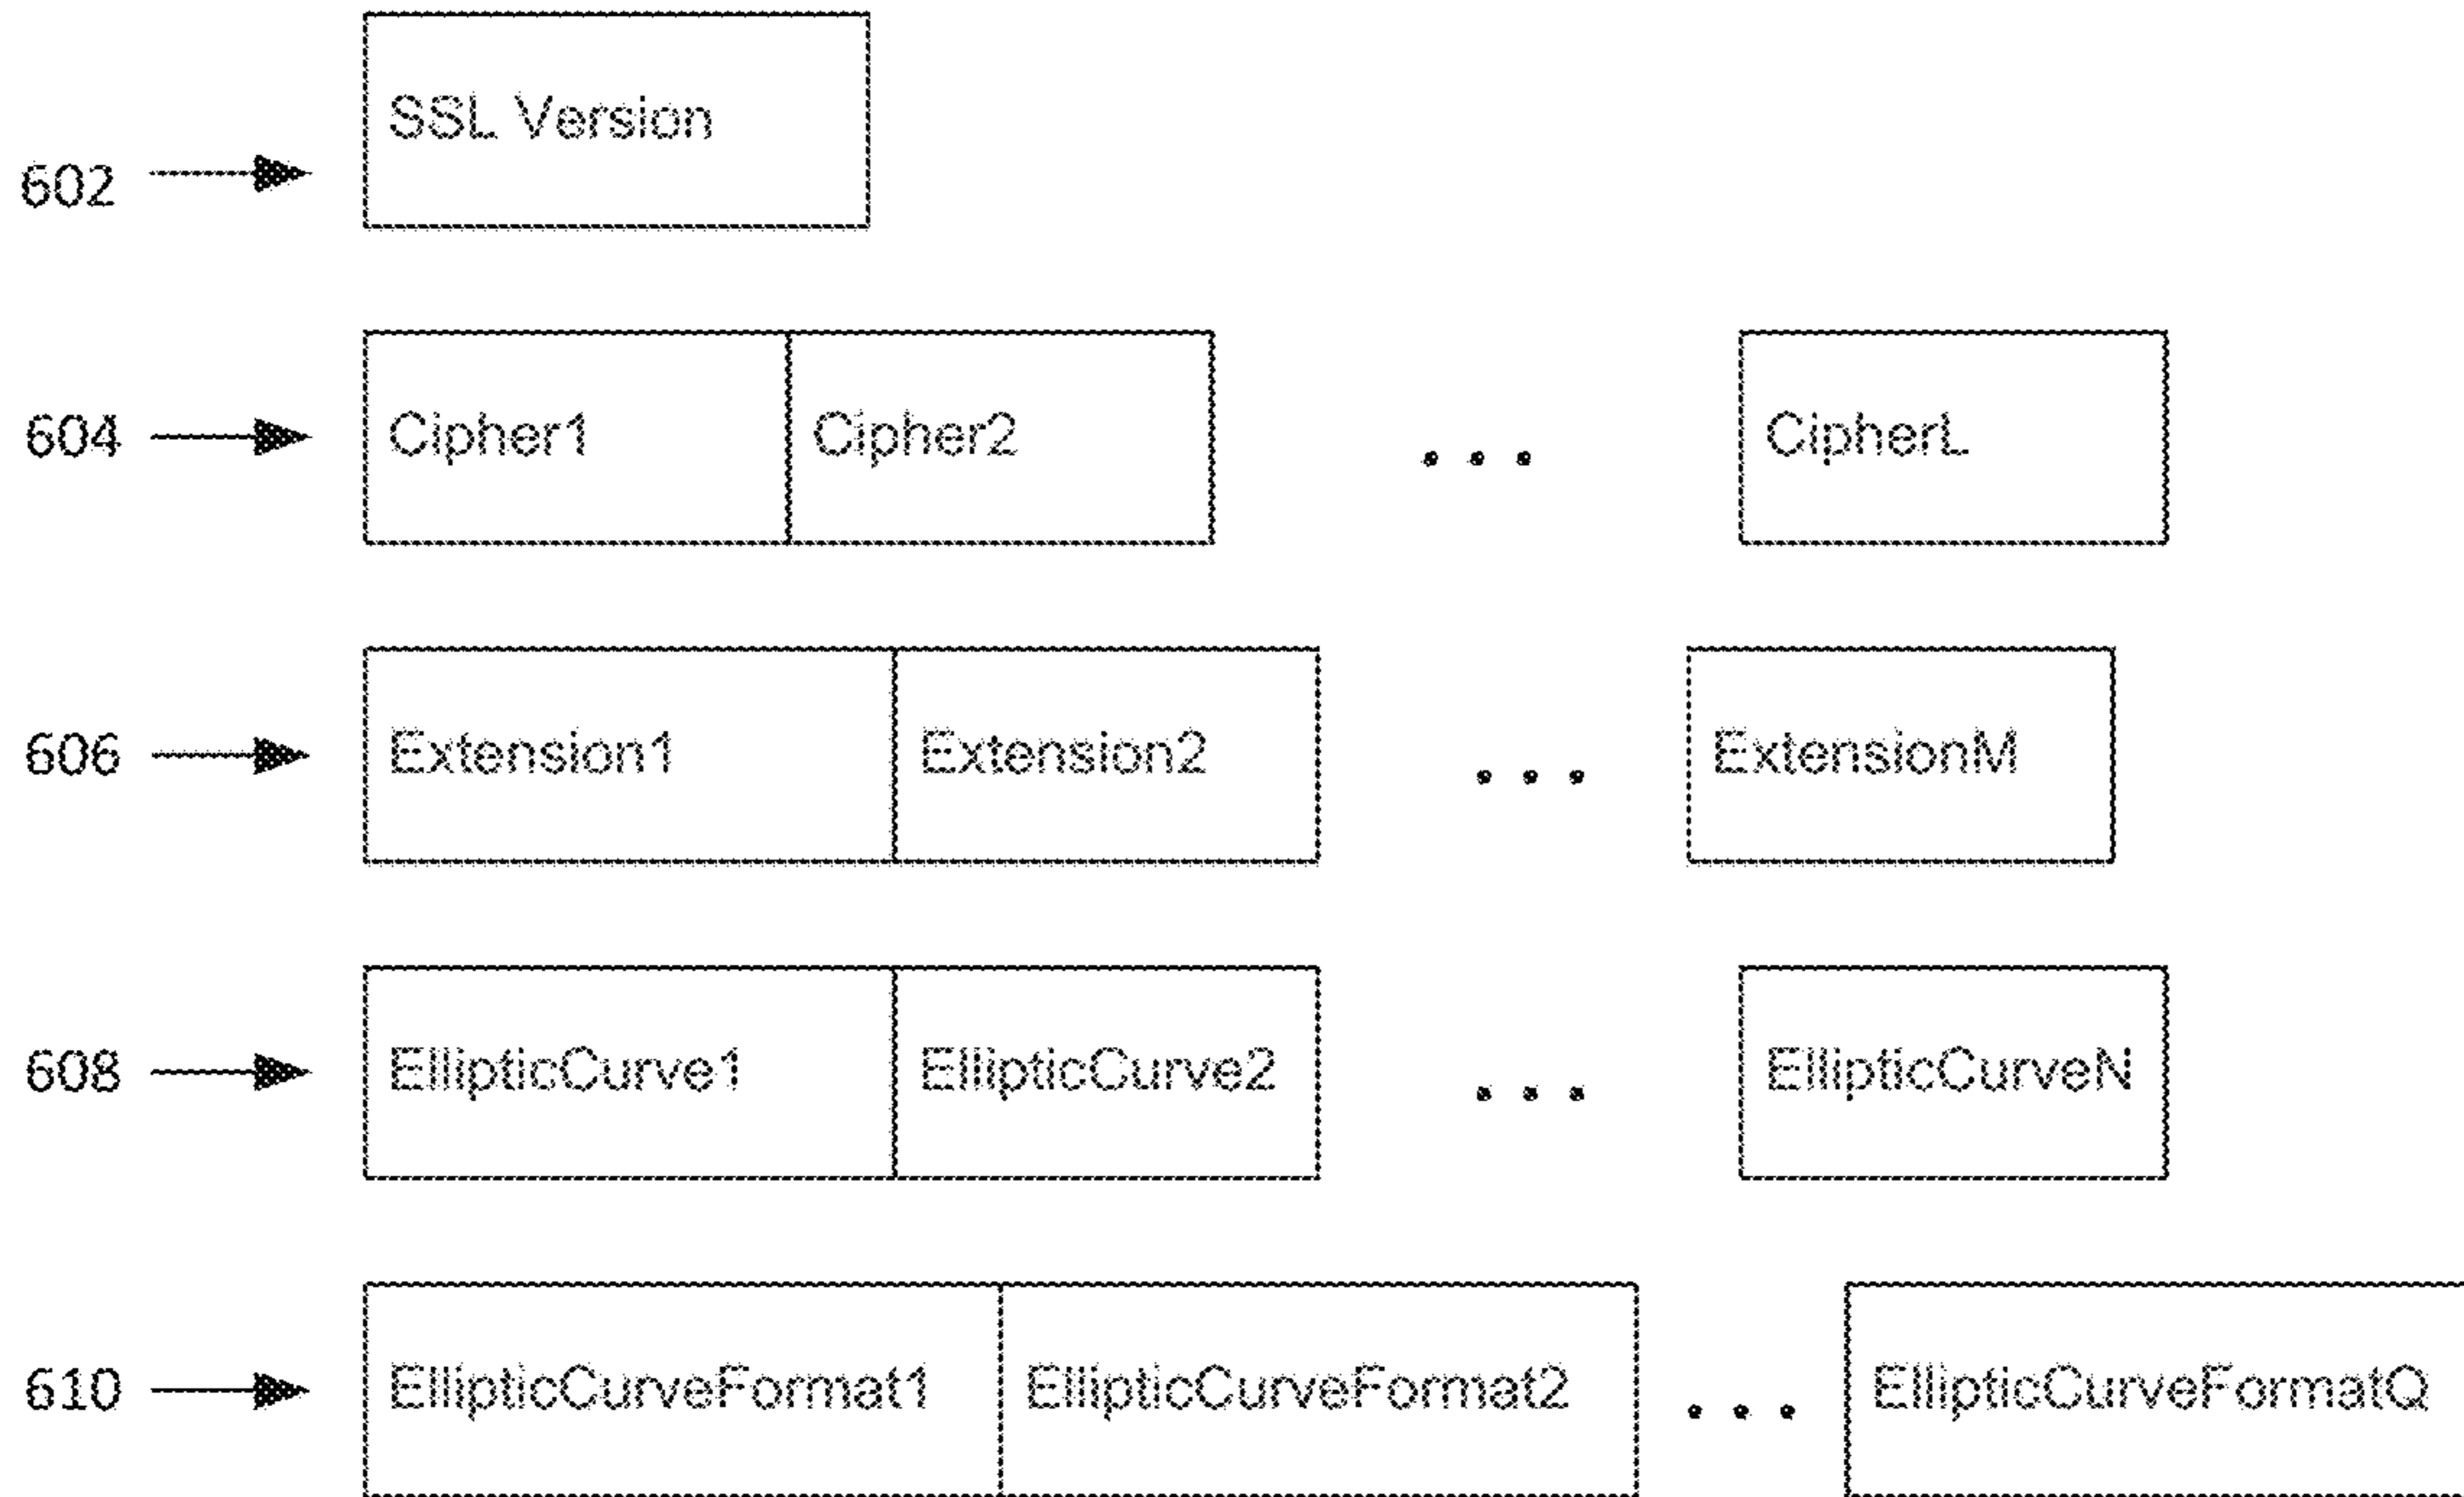 SSL Version
602
604 Cipher1 Cipher2 ... CipherL
606 Extension1 Extension2 ... ExtensionM
608 EllipticCurve1 EllipticCurve2 ... EllipticCurveN
610 EllipticCurveFormat1 EllipticCurveFormat2 ... EllipticCurveFormatQ